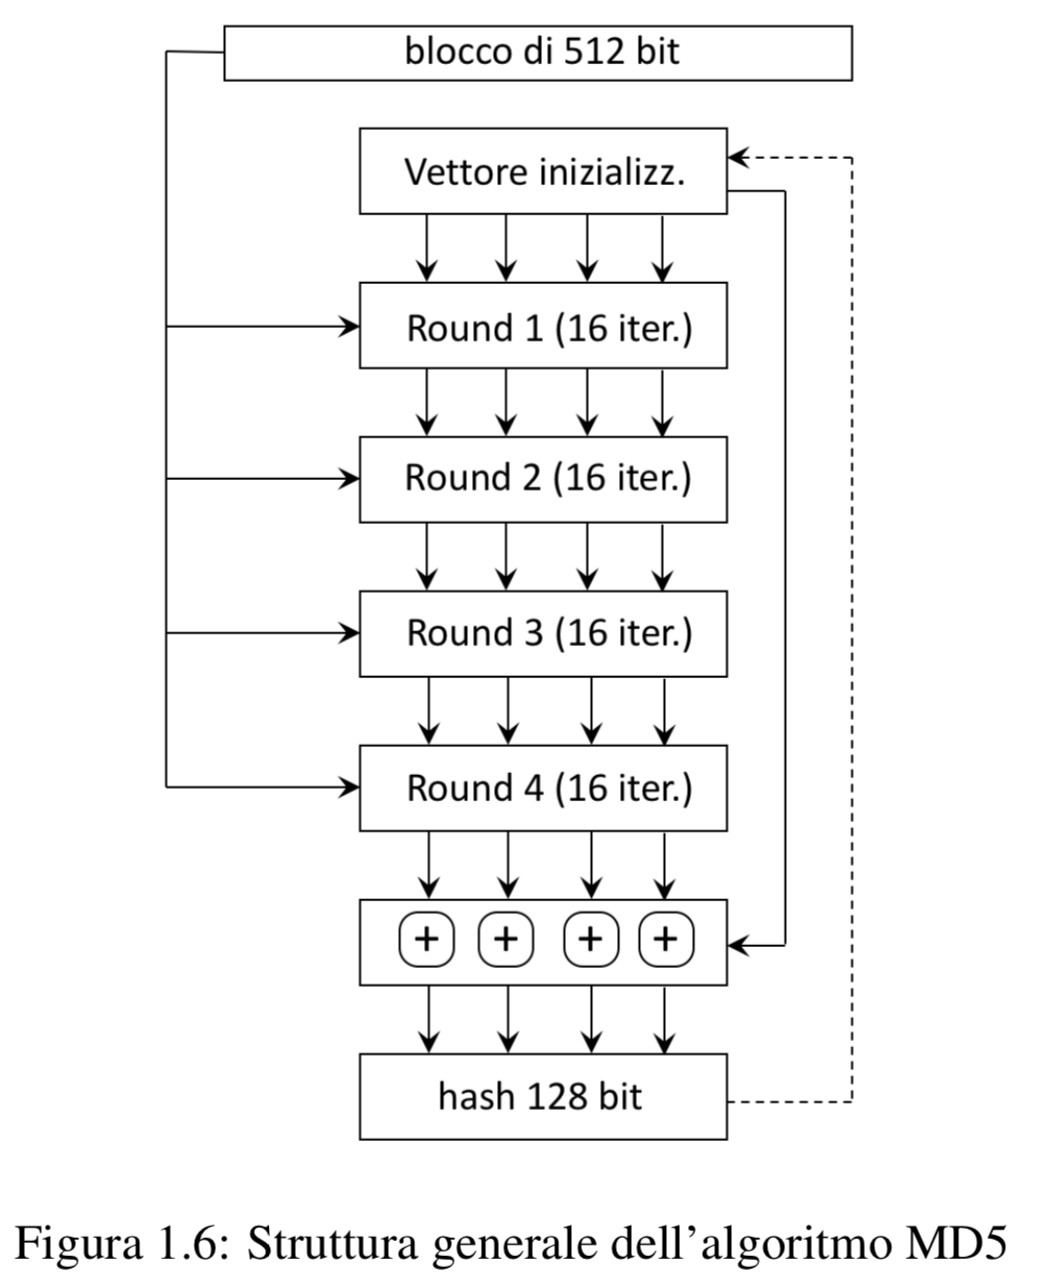 blocco di 512 bit
Vettore inizializz.
Round 1 (16 iter.)
Round 2 (16 iter.)
Round 3 (16 iter.)
Round 4 (16 iter.)
+ + + +
hash 128 bit
Figura 1.6: Struttura generale dell’algoritmo MD5